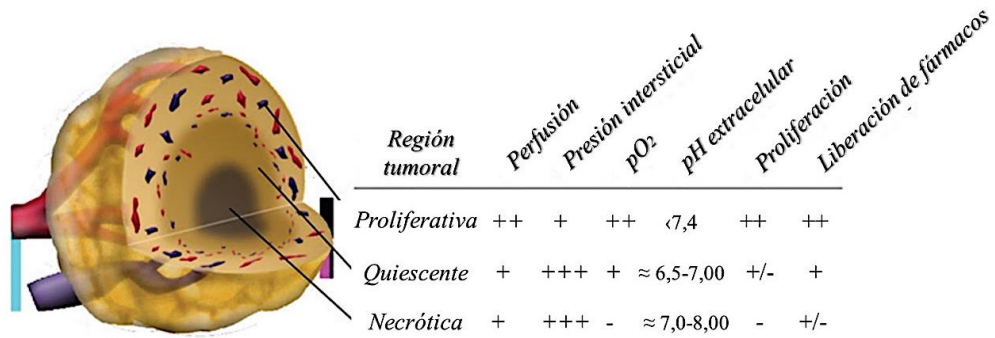 Región
tumoral
Perfusión
Presión intersticial
pO₂
pH extracelular
Proliferación
Liberación de fármacos
Proliferativa ++ + ++ ‹7,4 ++ ++
Quiescente + +++ + ≈ 6,5-7,00 +/- +
Necrótica + +++ - ≈ 7,0-8,00 - +/-